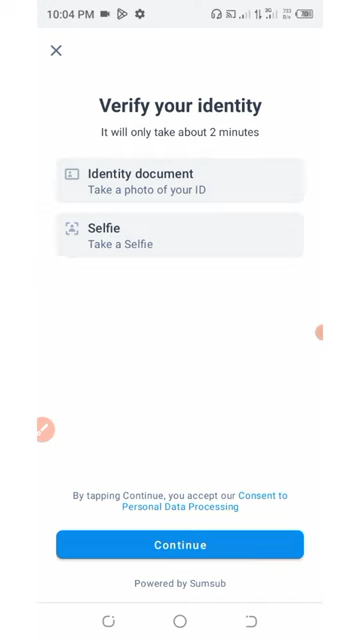 10:04 PM
Verify your identity
It will only take about 2 minutes
Identity document
Take a photo of your ID
Selfie
Take a Selfie
By tapping Continue, you accept our Consent to
Personal Data Processing
Continue
Powered by Sumsub